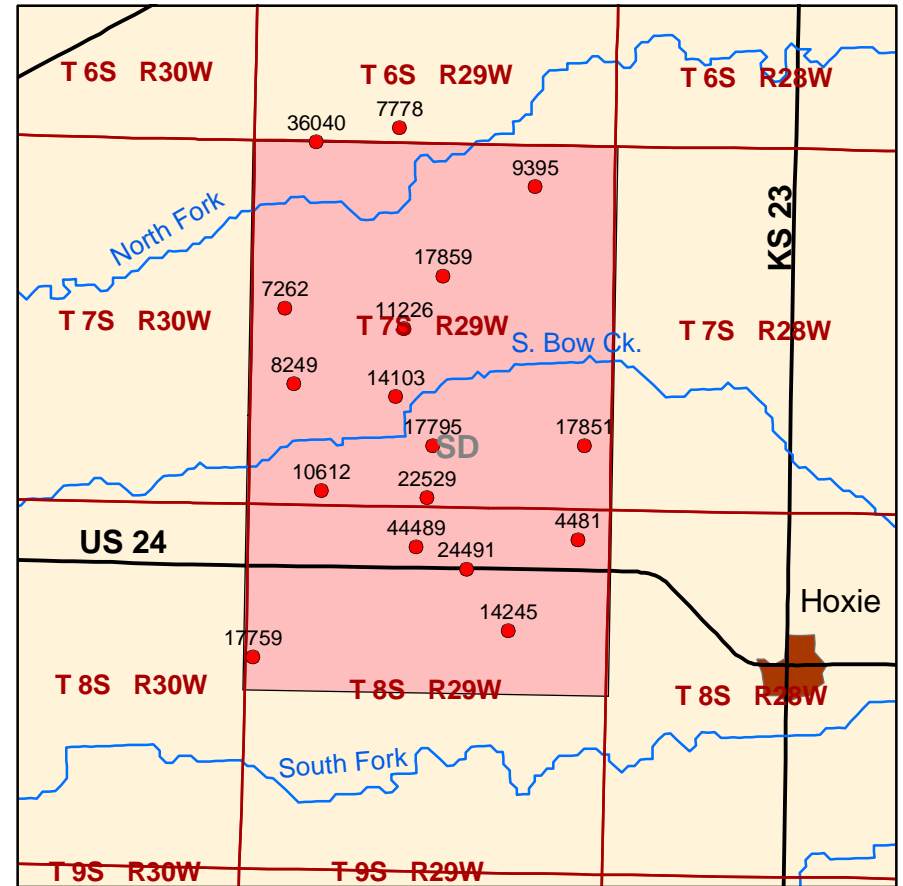 T 6S R30W
T 6S R29W
T 6S R28W
7778
36040
9395
KS 23
North Fork
17859
7262
11226
T 7S R30W
T 7S R29W
T 7S R28W
S. Bow Ck.
8249
14103
17795
SD
17851
10612
22529
44489
4481
US 24
24491
Hoxie
14245
17759
T 8S R30W
T 8S R29W
T 8S R28W
South Fork
T 9S R30W
T 9S R29W